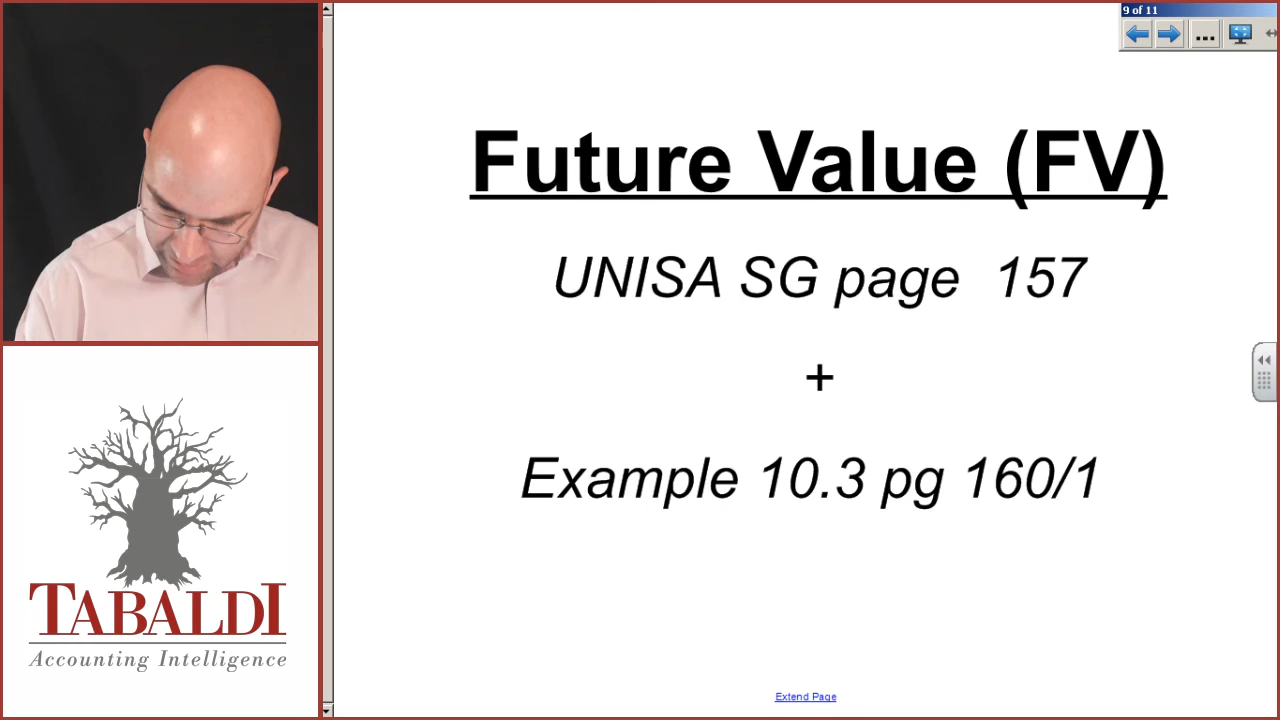 9 of 11
Future Value (FV)
UNISA SG page 157
+
Example 10.3 pg 160/1
TABALDI
Accounting Intelligence
Extend Page